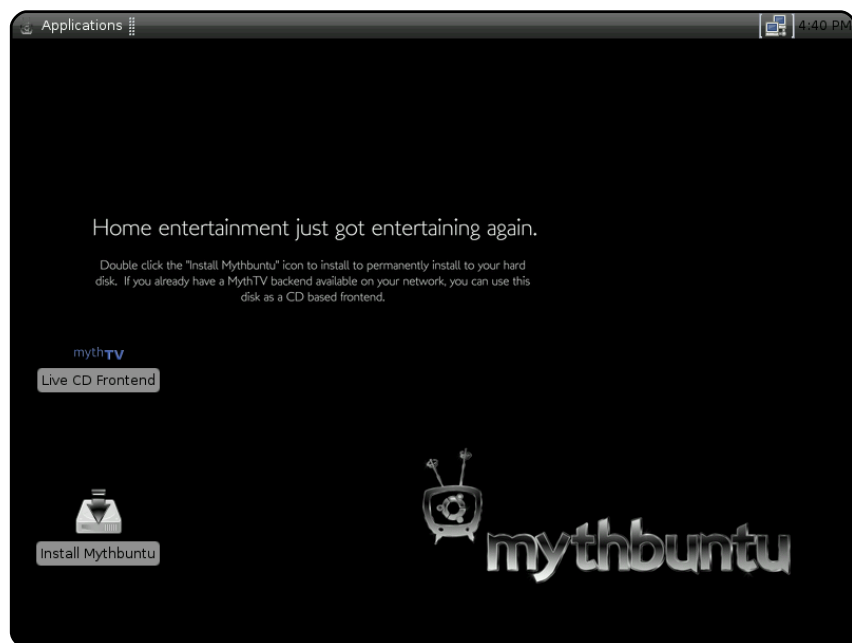 Applications
4:40 PM
Home entertainment just got entertaining again.
Double click the "Install Mythbuntu" icon to install to permanently install to your hard
disk. If you already have a MythTV backend available on your network, you can use this
disk as a CD based frontend.
mythTV
Live CD Frontend
Install Mythbuntu
mythbuntu